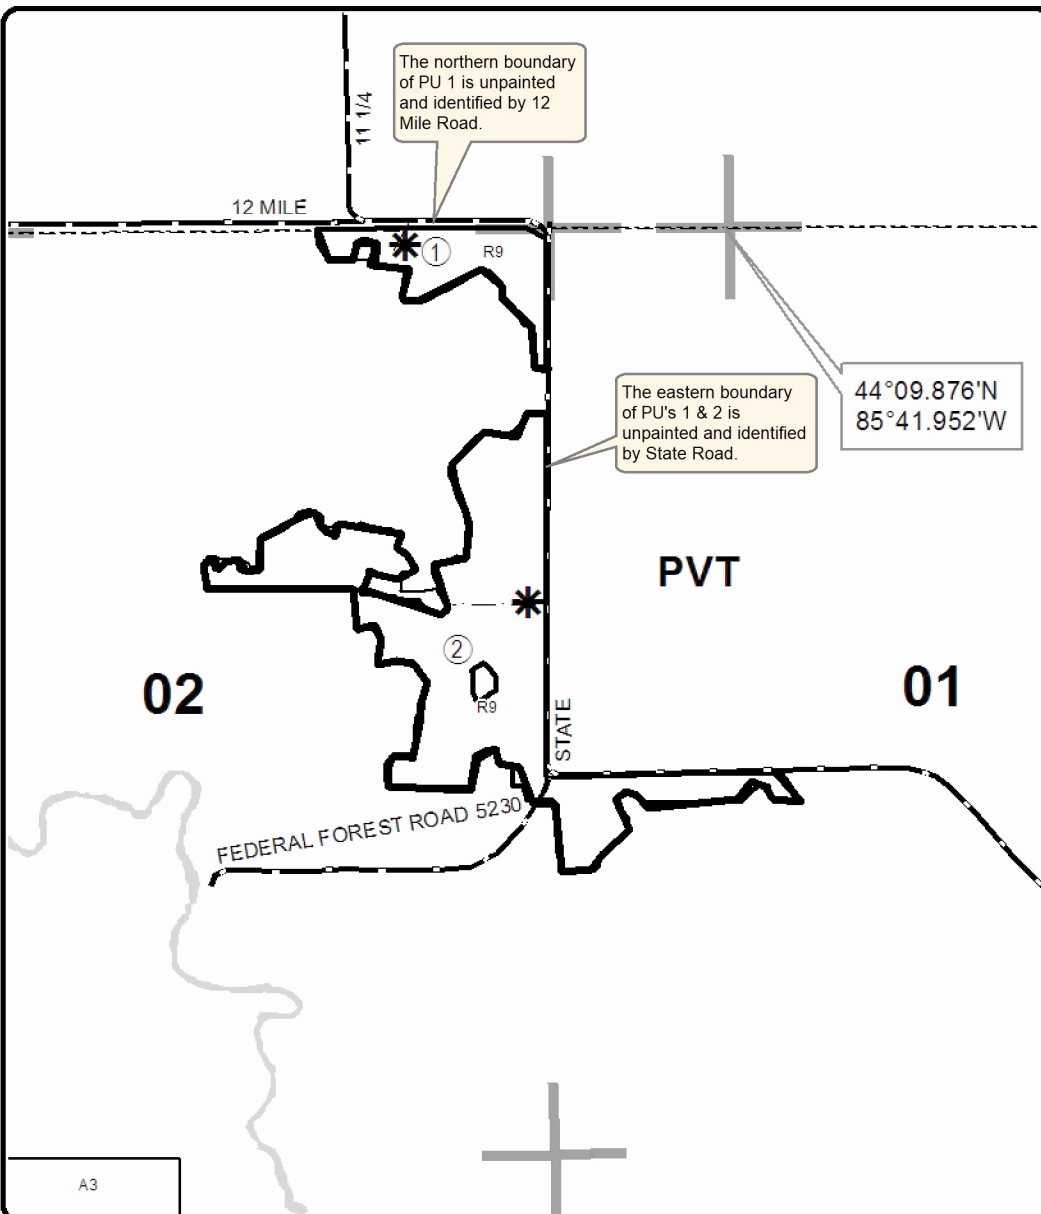 The northern boundary
of PU 1 is unpainted
and identified by 12
Mile Road.
11 1/4
12 MILE
1
R9
The eastern boundary
of PU's 1 & 2 is
unpainted and identified
by State Road.
44°09.876'N
85°41.952'W
PVT
2
R9
02
01
STATE
FEDERAL FOREST ROAD 5230
A3